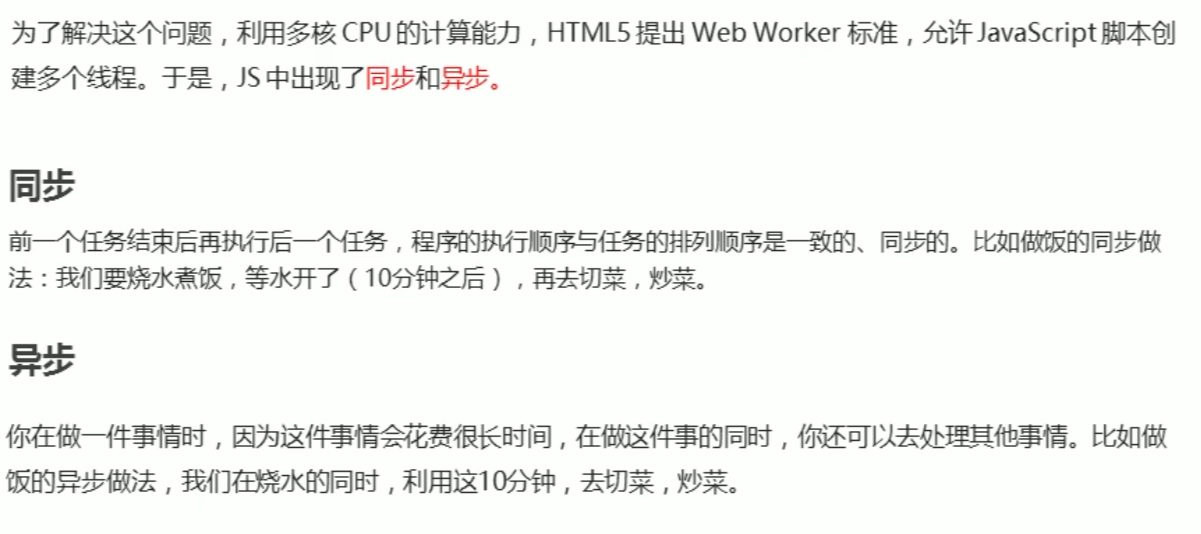 为了解决这个问题，利用多核 CPU 的计算能力，HTML5 提出 Web Worker 标准，允许 JavaScript 脚本创
建多个线程。于是，JS 中出现了同步和异步。
同步
前一个任务结束后再执行后一个任务，程序的执行顺序与任务的排列顺序是一致的、同步的。比如做饭的同步做
法：我们要烧水煮饭，等水开了（10分钟之后），再去切菜，炒菜。
异步
你在做一件事情时，因为这件事情会花费很长时间，在做这件事的同时，你还可以去处理其他事情。比如做
饭的异步做法，我们在烧水的同时，利用这10分钟，去切菜，炒菜。